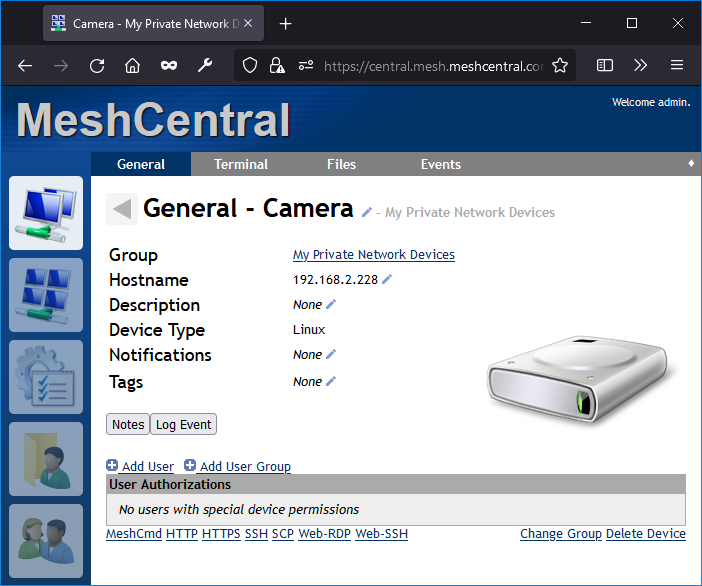 Camera - My Private Network D
https://central.mesh.meshcentral.co
MeshCentral
Welcome admin.
General Terminal Files Events
General - Camera - My Private Network Devices
Group My Private Network Devices
Hostname 192.168.2.228
Description None
Device Type Linux
Notifications None
Tags None
Notes Log Event
Add User Add User Group
User Authorizations
No users with special device permissions
MeshCmd HTTP HTTPS SSH SCP Web-RDP Web-SSH Change Group Delete Device